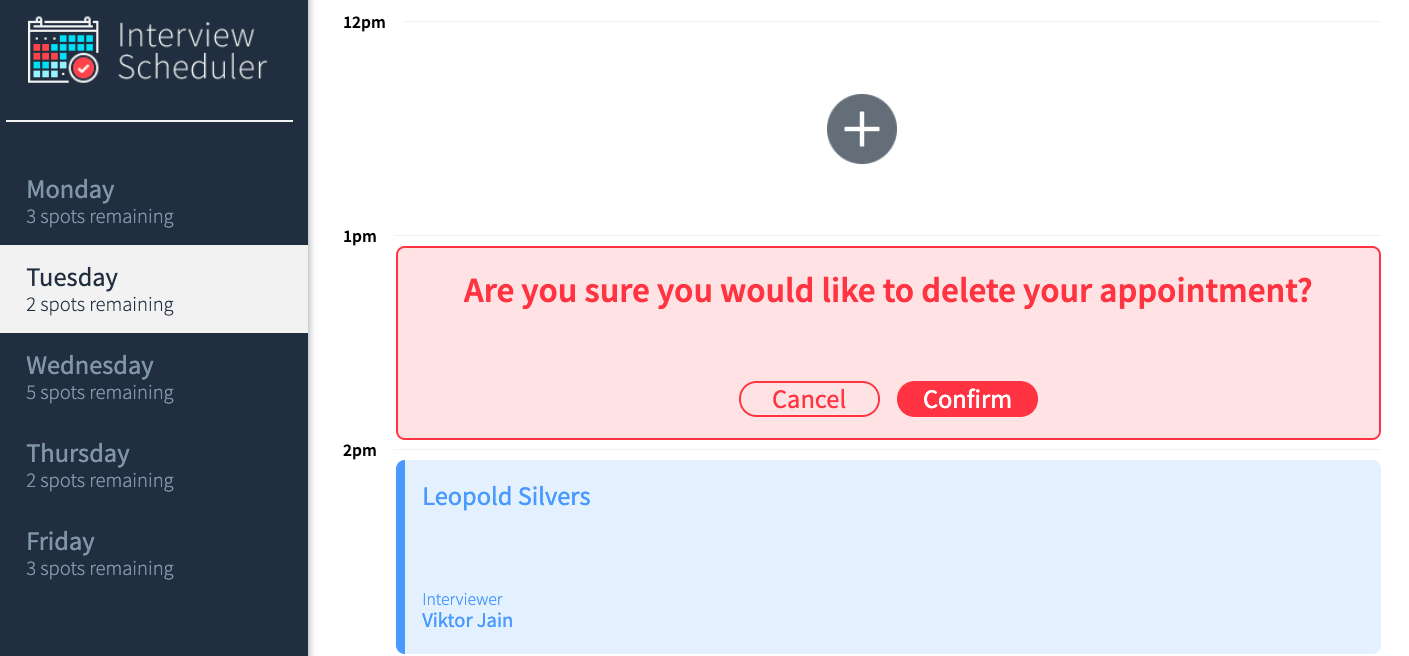 Interview
Scheduler
Monday
3 spots remaining
Tuesday
2 spots remaining
Wednesday
5 spots remaining
Thursday
2 spots remaining
Friday
3 spots remaining
12pm
1pm
Are you sure you would like to delete your appointment?
Cancel
Confirm
2pm
Leopold Silvers
Interviewer
Viktor Jain